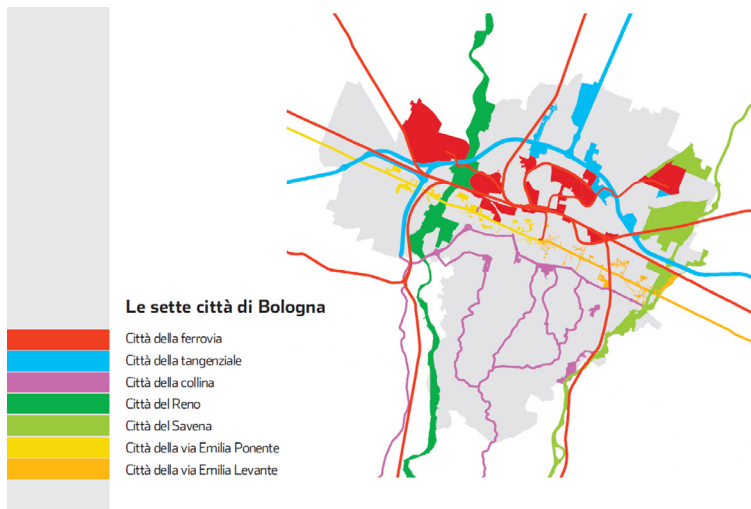 Le sette città di Bologna
Città della ferrovia
Città della tangenziale
Città della collina
Città del Reno
Città del Savena
Città della via Emilia Ponente
Città della via Emilia Levante